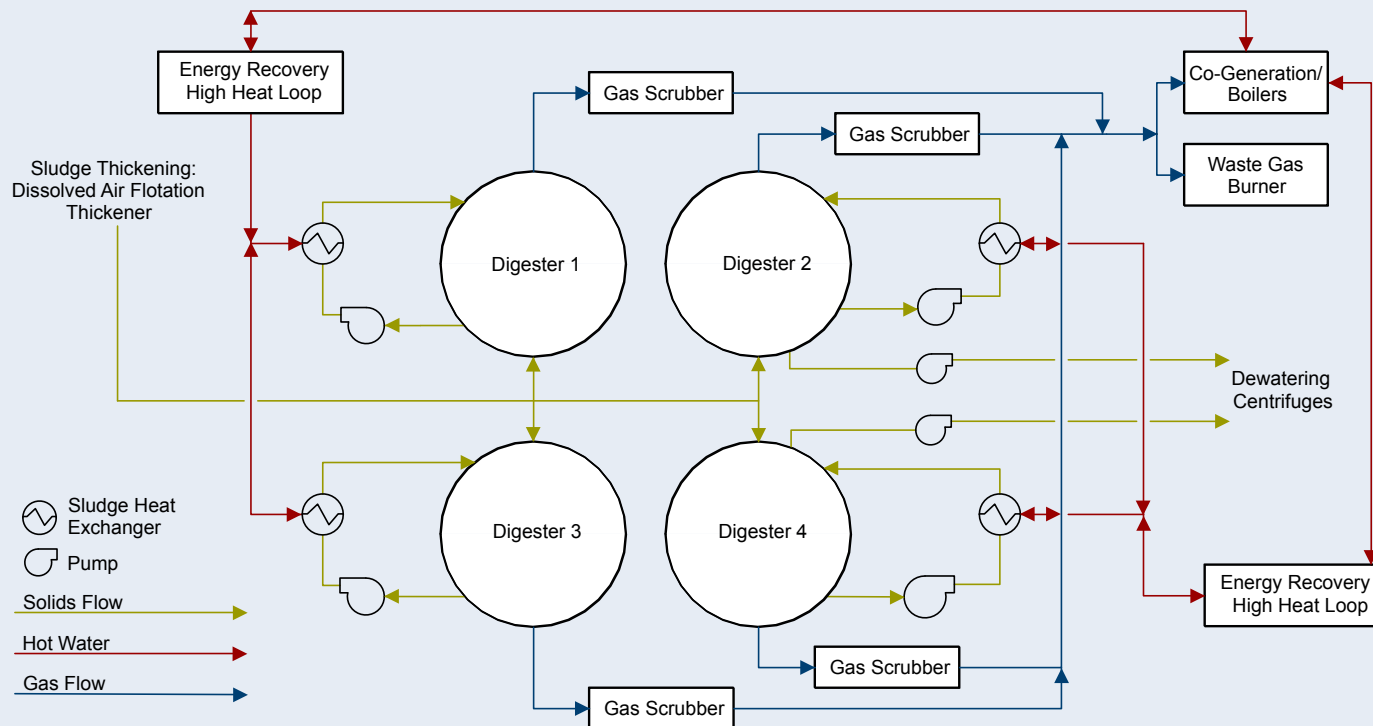 Energy Recovery
High Heat Loop
Gas Scrubber
Co-Generation/
Boilers
Gas Scrubber
Sludge Thickening:
Dissolved Air Flotation
Thickener
Waste Gas
Burner
Digester 1
Digester 2
Dewatering
Centrifuges
Sludge Heat
Exchanger
Digester 3
Digester 4
Pump
Energy Recovery
High Heat Loop
Solids Flow
Hot Water
Gas Scrubber
Gas Flow
Gas Scrubber